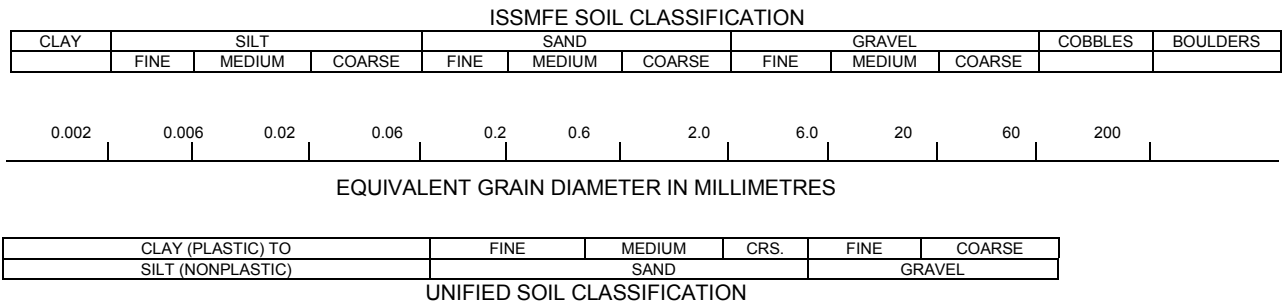 ISSMFE SOIL CLASSIFICATION
CLAY SILT SAND GRAVEL COBBLES BOULDERS
FINE MEDIUM COARSE FINE MEDIUM COARSE FINE MEDIUM COARSE
0.002 0.006 0.02 0.06 0.2 0.6 2.0 6.0 20 60 200
EQUIVALENT GRAIN DIAMETER IN MILLIMETRES
CLAY (PLASTIC) TO FINE MEDIUM CRS. FINE COARSE
SILT (NONPLASTIC) SAND GRAVEL
UNIFIED SOIL CLASSIFICATION